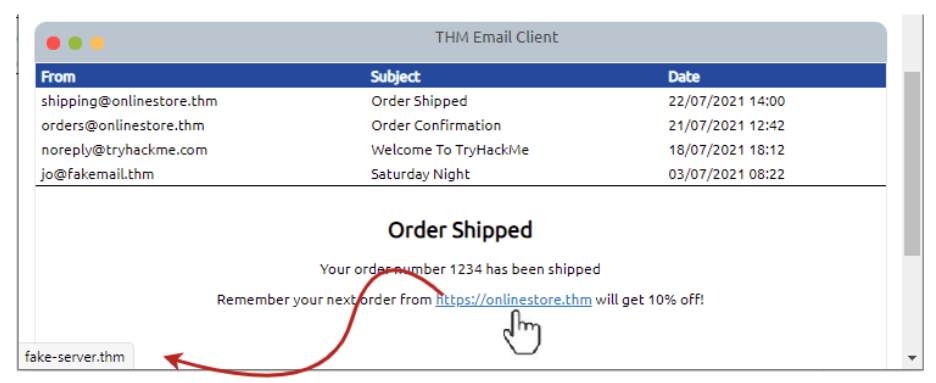 THM Email Client
From Subject Date
shipping@onlinestore.thm Order Shipped 22/07/2021 14:00
orders@onlinestore.thm Order Confirmation 21/07/2021 12:42
noreply@tryhackme.com Welcome To TryHackMe 18/07/2021 18:12
jo@fakemail.thm Saturday Night 03/07/2021 08:22
Order Shipped
Your order number 1234 has been shipped
Remember your next order from https://onlinestore.thm will get 10% off!
fake-server.thm